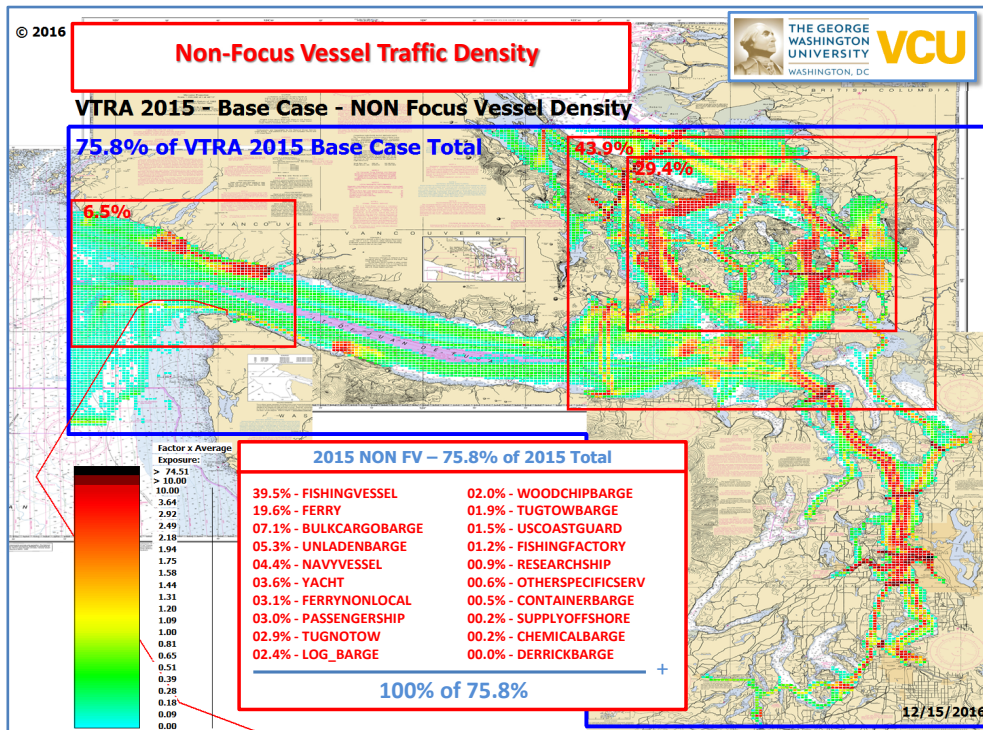 © 2016
Non-Focus Vessel Traffic Density
THE GEORGE
WASHINGTON
UNIVERSITY
WASHINGTON, DC
VCU
BRITISH COLUMBIA
VTRA 2015 - Base Case - NON Focus Vessel Density
75.8% of VTRA 2015 Base Case Total
43.9%
29.4%
6.5%
VANCOUVER
VANCOUVER
Factor x Average
Exposure:
> 74.51
> 10.00
10.00
3.64
2.92
2.49
2.18
1.94
1.75
1.58
1.44
1.31
1.20
1.09
1.00
0.81
0.65
0.51
0.39
0.28
0.18
0.09
0.00
2015 NON FV – 75.8% of 2015 Total
39.5% - FISHINGVESSEL
19.6% - FERRY
07.1% - BULKCARGOBARGE
05.3% - UNLADENBARGE
04.4% - NAVYVESSEL
03.6% - YACHT
03.1% - FERRYNONLOCAL
03.0% - PASSENGERSHIP
02.9% - TUGNOTOW
02.4% - LOG_BARGE
02.0% - WOODCHIPBARGE
01.9% - TUGTOWBARGE
01.5% - USCOASTGUARD
01.2% - FISHINGFACTORY
00.9% - RESEARCHSHIP
00.6% - OTHERSPECIFICSERV
00.5% - CONTAINERBARGE
00.2% - SUPPLYOFFSHORE
00.2% - CHEMICALBARGE
00.0% - DERRICKBARGE
+
100% of 75.8%
12/15/2016